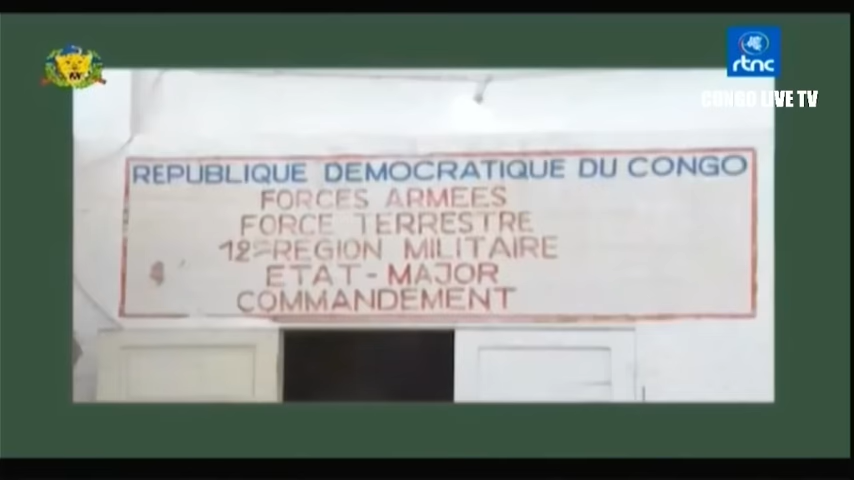 rtnc
CONGO LIVE TV
REPUBLIQUE DEMOCRATIQUE DU CONGO
FORCES ARMEES
FORCE TERRESTRE
12ᵉ REGION MILITAIRE
ETAT-MAJOR
COMMANDEMENT